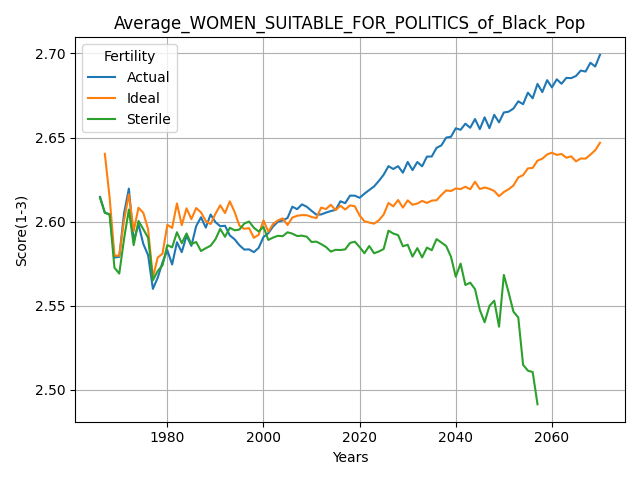 Average_WOMEN_SUITABLE_FOR_POLITICS_of_Black_Pop
Fertility
Actual
Ideal
Sterile
Score(1-3)
2.70
2.65
2.60
2.55
2.50
1980
2000
2020
2040
2060
Years